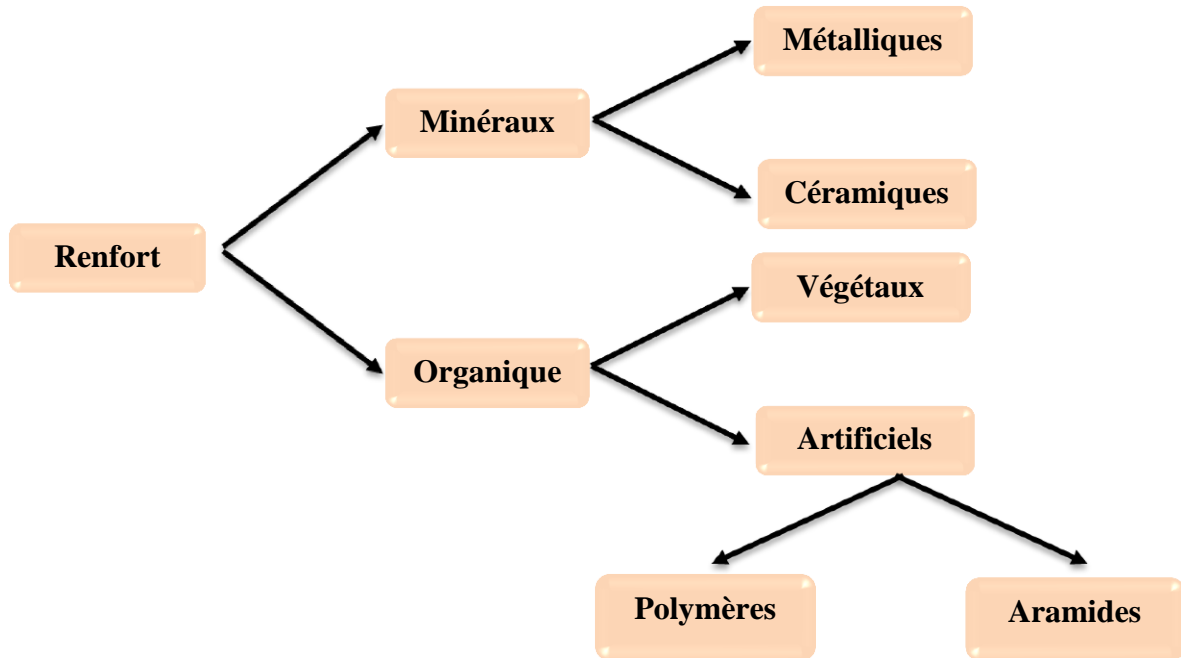 Métalliques
Minéraux
Céramiques
Renfort
Végétaux
Organique
Artificiels
Polymères
Aramides